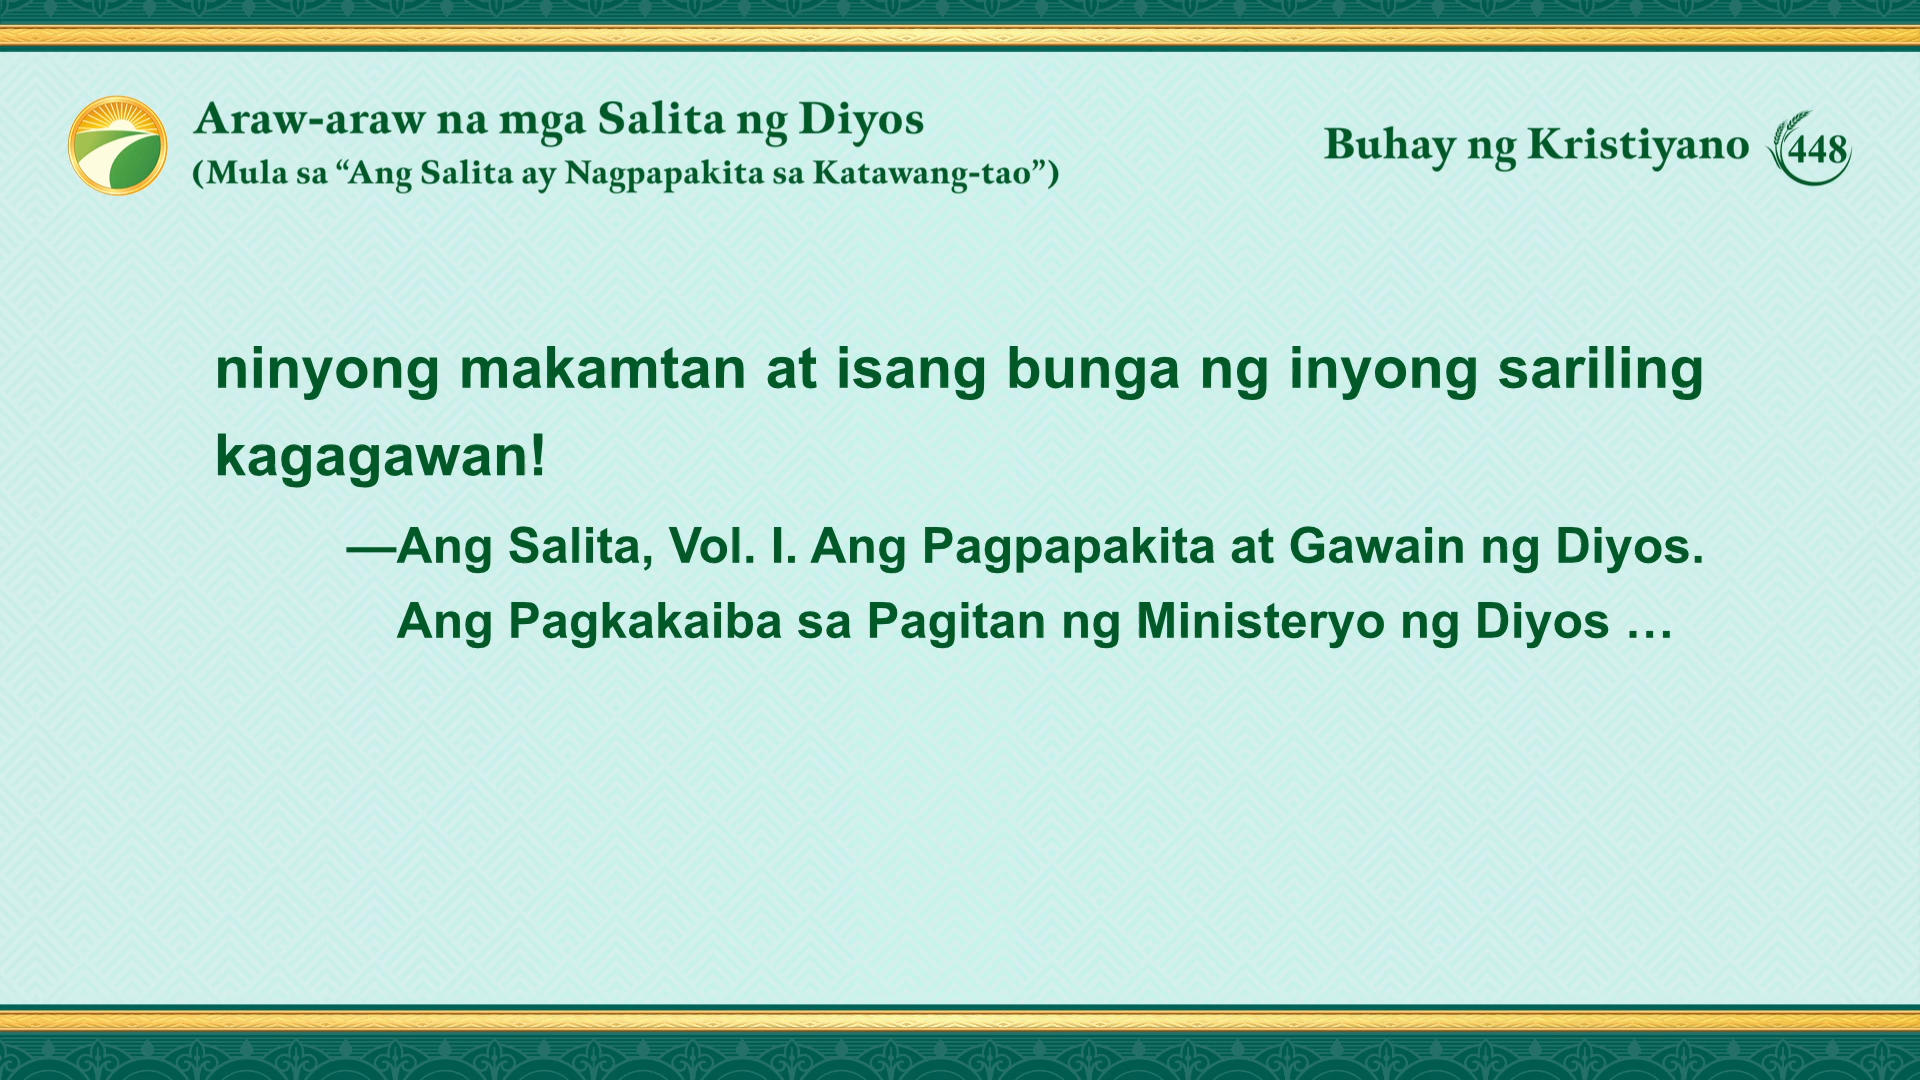 Araw-araw na mga Salita ng Diyos
(Mula sa “Ang Salita ay Nagpapakita sa Katawang-tao”)
Buhay ng Kristiyano 448
ninyong makamtan at isang bunga ng inyong sariling
kagagawan!
—Ang Salita, Vol. I. Ang Pagpapakita at Gawain ng Diyos.
Ang Pagkakaiba sa Pagitan ng Ministeryo ng Diyos …